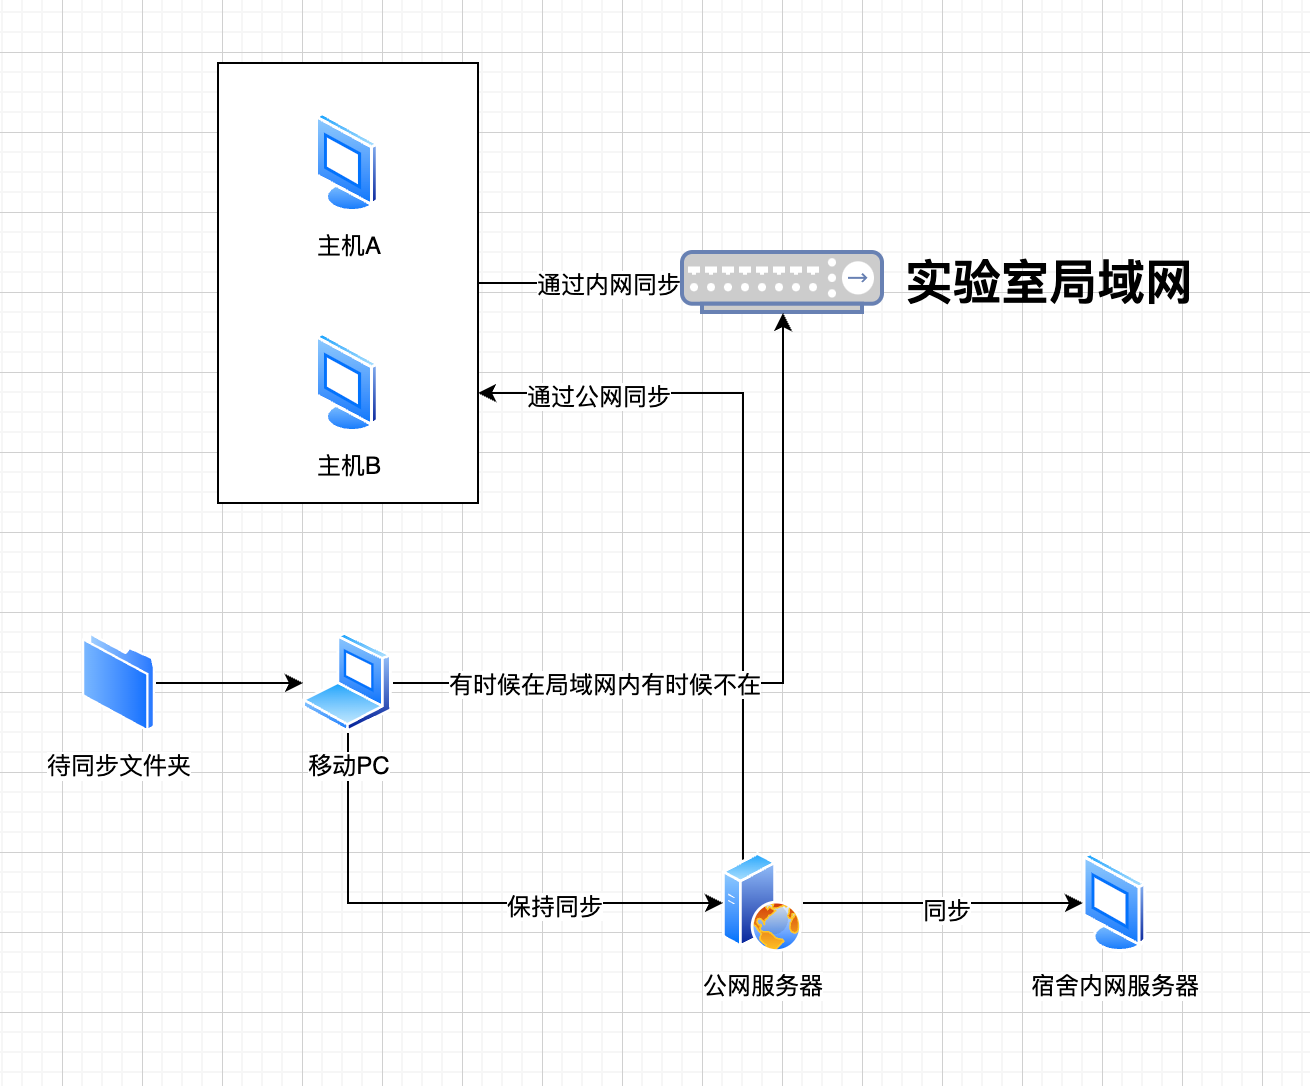 主机A
通过内网同步
实验室局域网
通过公网同步
主机B
有时候在局域网内有时候不在
待同步文件夹
移动PC
保持同步
同步
公网服务器
宿舍内网服务器